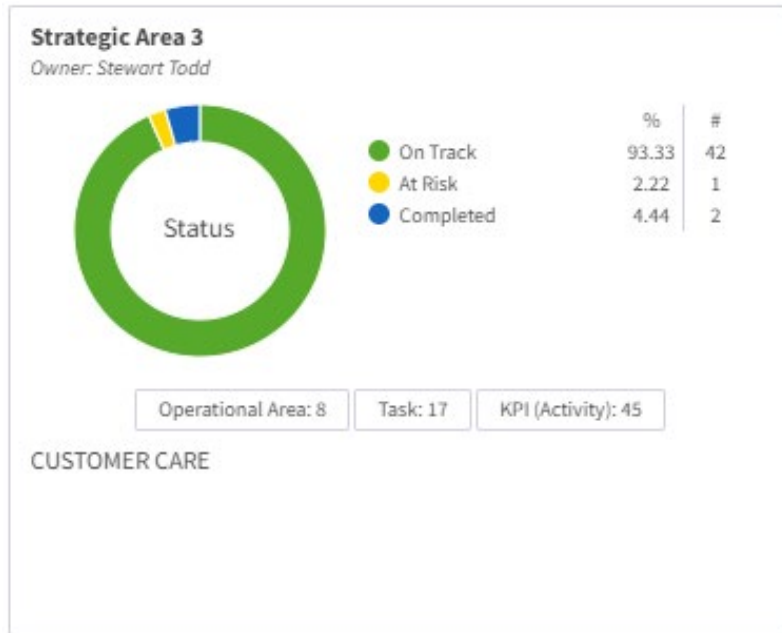 Strategic Area 3
Owner: Stewart Todd
% #
On Track 93.33 42
At Risk 2.22 1
Completed 4.44 2
Status
Operational Area: 8 Task: 17 KPI (Activity): 45
CUSTOMER CARE